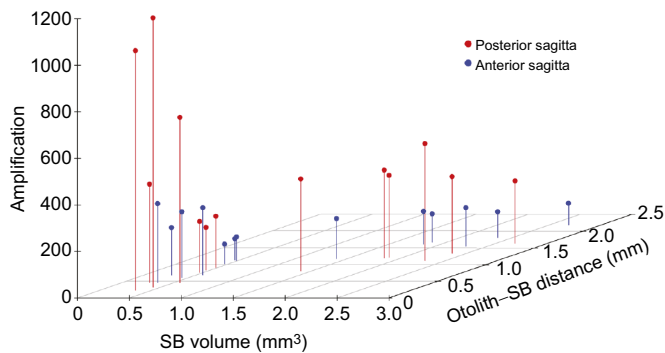 1200
1000
800
600
400
200
0
Amplification
Posterior sagitta
Anterior sagitta
0 0.5 1.0 1.5 2.0 2.5 3.0
SB volume (mm³)
0 0.5 1.0 1.5 2.0 2.5
Otolith–SB distance (mm)